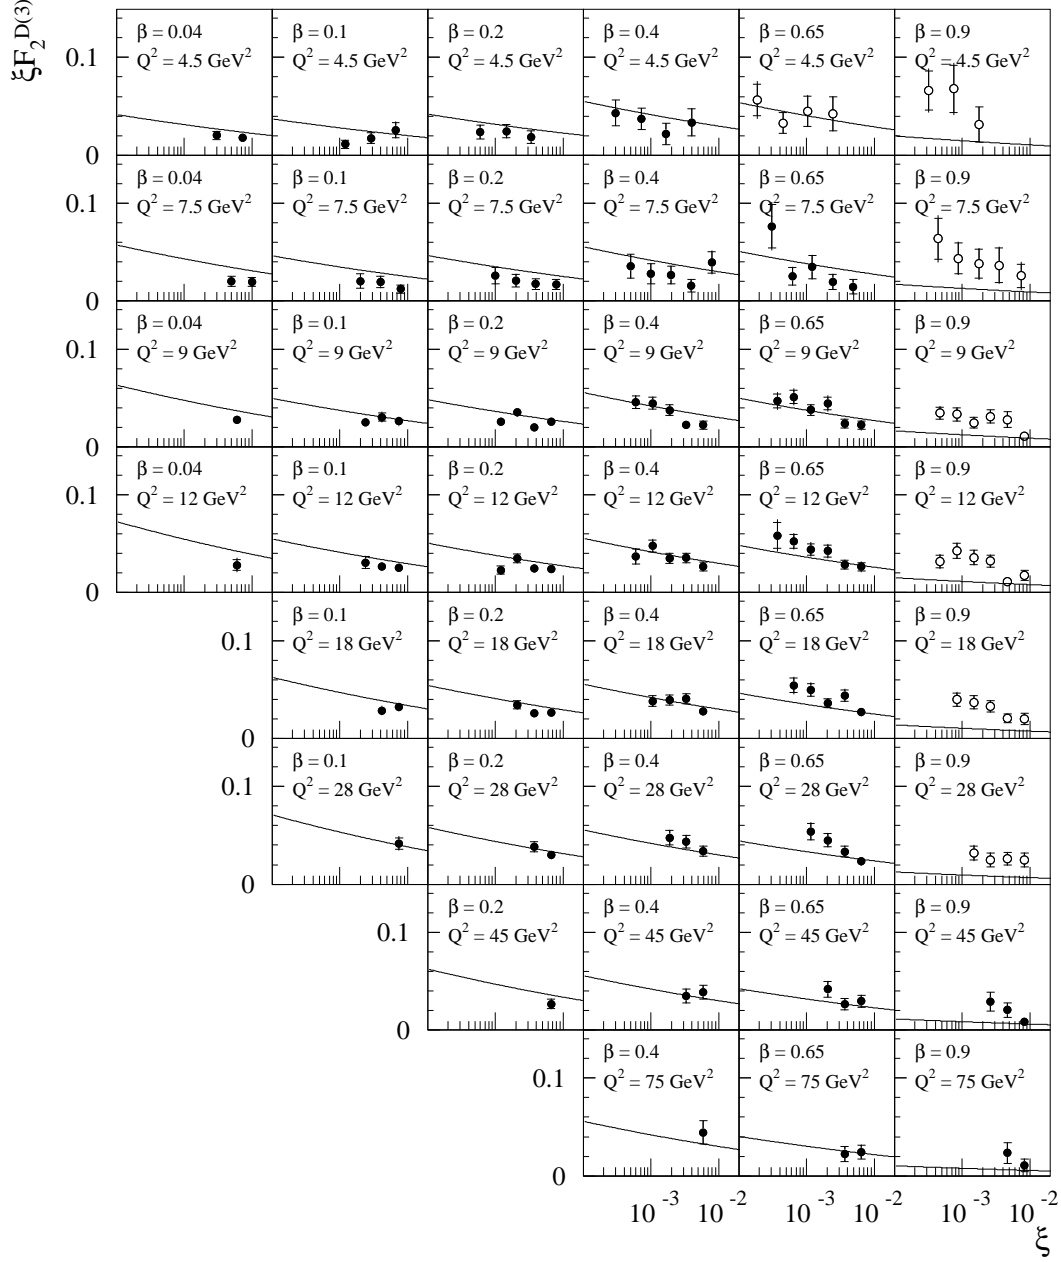 ξF₂ᴰ⁽³⁾
0.1
β = 0.04
Q² = 4.5 GeV²
β = 0.1
Q² = 4.5 GeV²
β = 0.2
Q² = 4.5 GeV²
β = 0.4
Q² = 4.5 GeV²
β = 0.65
Q² = 4.5 GeV²
β = 0.9
Q² = 4.5 GeV²
0
0.1
β = 0.04
Q² = 7.5 GeV²
β = 0.1
Q² = 7.5 GeV²
β = 0.2
Q² = 7.5 GeV²
β = 0.4
Q² = 7.5 GeV²
β = 0.65
Q² = 7.5 GeV²
β = 0.9
Q² = 7.5 GeV²
0
0.1
β = 0.04
Q² = 9 GeV²
β = 0.1
Q² = 9 GeV²
β = 0.2
Q² = 9 GeV²
β = 0.4
Q² = 9 GeV²
β = 0.65
Q² = 9 GeV²
β = 0.9
Q² = 9 GeV²
0
0.1
β = 0.04
Q² = 12 GeV²
β = 0.1
Q² = 12 GeV²
β = 0.2
Q² = 12 GeV²
β = 0.4
Q² = 12 GeV²
β = 0.65
Q² = 12 GeV²
β = 0.9
Q² = 12 GeV²
0
0.1
β = 0.1
Q² = 18 GeV²
β = 0.2
Q² = 18 GeV²
β = 0.4
Q² = 18 GeV²
β = 0.65
Q² = 18 GeV²
β = 0.9
Q² = 18 GeV²
0
0.1
β = 0.1
Q² = 28 GeV²
β = 0.2
Q² = 28 GeV²
β = 0.4
Q² = 28 GeV²
β = 0.65
Q² = 28 GeV²
β = 0.9
Q² = 28 GeV²
0
0.1
β = 0.2
Q² = 45 GeV²
β = 0.4
Q² = 45 GeV²
β = 0.65
Q² = 45 GeV²
β = 0.9
Q² = 45 GeV²
0
0.1
β = 0.4
Q² = 75 GeV²
β = 0.65
Q² = 75 GeV²
β = 0.9
Q² = 75 GeV²
0
10⁻³ 10⁻² 10⁻³ 10⁻³ 10⁻²
ξ